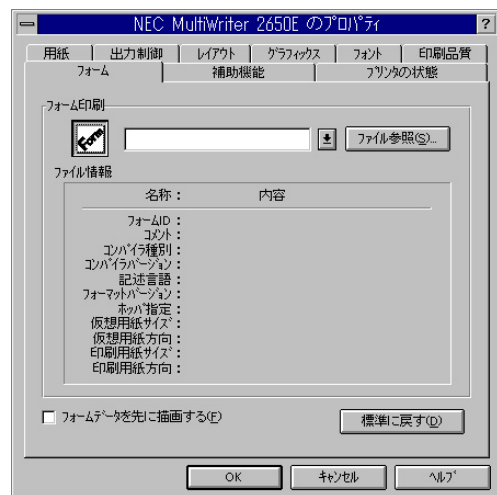 NEC MultiWriter 2650E のﾌﾟﾛﾊﾟﾃｨ ?
用紙 出力制御 ﾚｲｱｳﾄ ｸﾞﾗﾌｨｯｸｽ ﾌｫﾝﾄ 印刷品質
ﾌｫｰﾑ 補助機能 ﾌﾟﾘﾝﾀの状態
ﾌｫｰﾑ印刷
Form ﾌｧｲﾙ参照(S)...
ﾌｧｲﾙ情報
名称： 内容
ﾌｫｰﾑID：
ｺﾒﾝﾄ：
ｺﾝﾊﾟｲﾗ種別：
ｺﾝﾊﾟｲﾗﾊﾞｰｼﾞｮﾝ：
記述言語：
ﾌｫｰﾏｯﾄﾊﾞｰｼﾞｮﾝ：
ﾎｯﾊﾟ指定：
仮想用紙ｻｲｽﾞ：
仮想用紙方向：
印刷用紙ｻｲｽﾞ：
印刷用紙方向：
ﾌｫｰﾑﾃﾞｰﾀを先に描画する(F) 標準に戻す(D)
OK ｷｬﾝｾﾙ ﾍﾙﾌﾟ